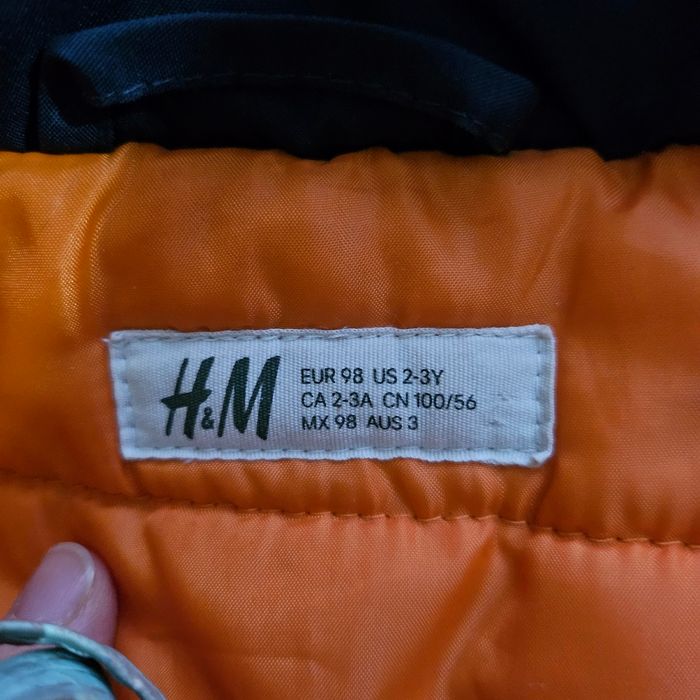 H&M
EUR 98 US 2-3Y
CA 2-3A CN 100/56
MX 98 AUS 3